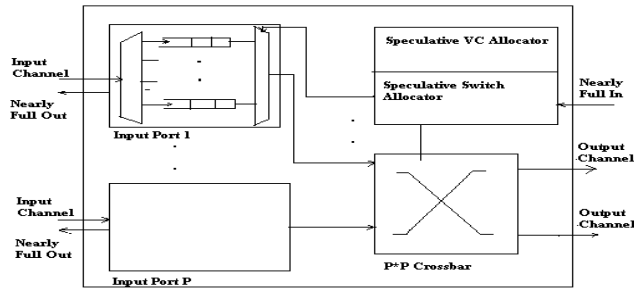 Speculative VC Allocator
Speculative Switch
Allocator
Input
Channel
Nearly
Full Out
Input Port 1
Nearly
Full In
Output
Channel
Input
Channel
Nearly
Full Out
Output
Channel
P*P Crossbar
Input Port P